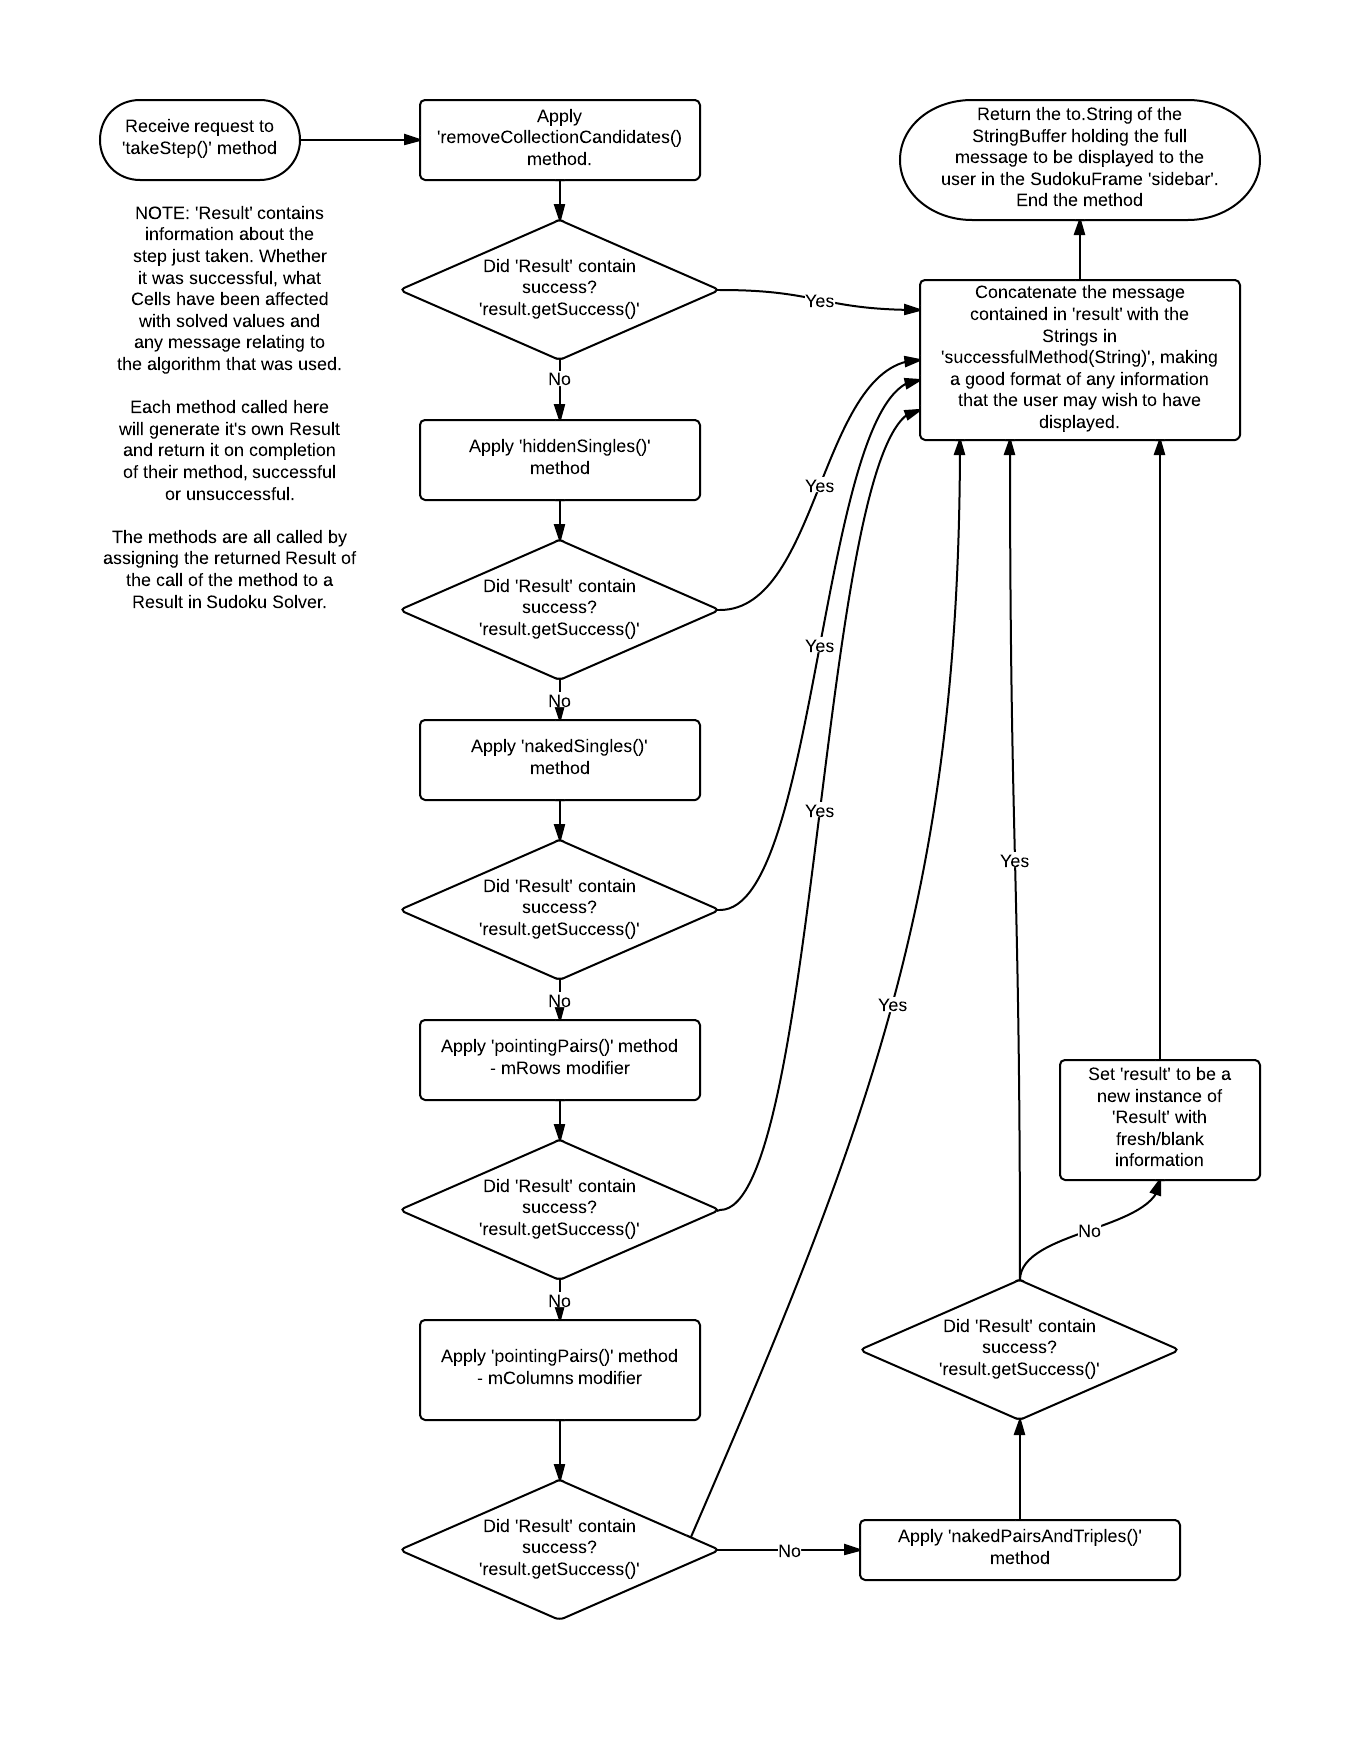 Receive request to
'takeStep()' method
Apply
'removeCollectionCandidates()
method.
Return the to.String of the
StringBuffer holding the full
message to be displayed to the
user in the SudokuFrame 'sidebar'.
End the method
NOTE: 'Result' contains
information about the
step just taken. Whether
it was successful, what
Cells have been affected
with solved values and
any message relating to
the algorithm that was used.
Each method called here
will generate it's own Result
and return it on completion
of their method, successful
or unsuccessful.
The methods are all called by
assigning the returned Result of
the call of the method to a
Result in Sudoku Solver.
Did 'Result' contain
success?
'result.getSuccess()'
Yes
Concatenate the message
contained in 'result' with the
Strings in
'successfulMethod(String)', making
a good format of any information
that the user may wish to have
displayed.
No
Apply 'hiddenSingles()'
method
Yes
Did 'Result' contain
success?
'result.getSuccess()'
Yes
No
Apply 'nakedSingles()'
method
Yes
Did 'Result' contain
success?
'result.getSuccess()'
Yes
No
Yes
Apply 'pointingPairs()' method
- mRows modifier
Set 'result' to be a
new instance of
'Result' with
fresh/blank
information
Did 'Result' contain
success?
'result.getSuccess()'
No
No
Apply 'pointingPairs()' method
- mColumns modifier
Did 'Result' contain
success?
'result.getSuccess()'
Did 'Result' contain
success?
'result.getSuccess()'
No
Apply 'nakedPairsAndTriples()'
method